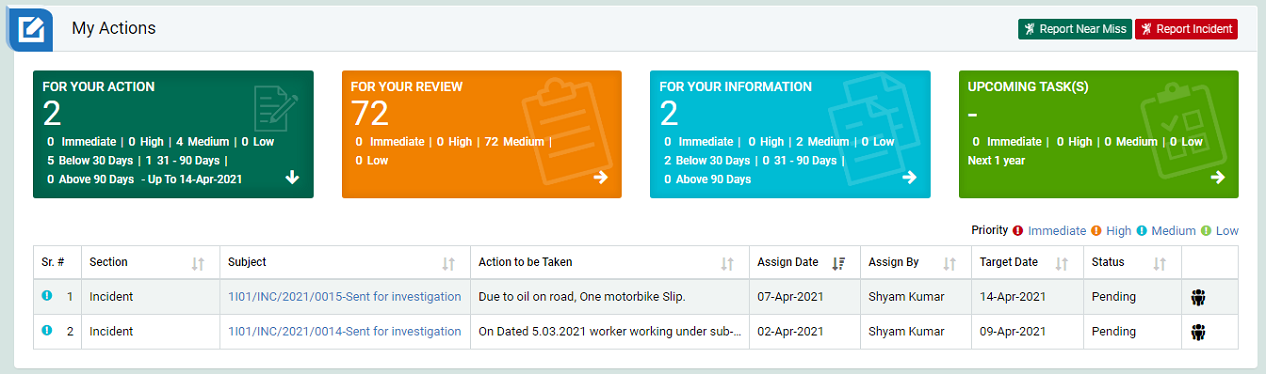 My Actions
Report Near Miss
Report Incident
FOR YOUR ACTION
2
0 Immediate | 0 High | 4 Medium | 0 Low
5 Below 30 Days | 1 31 - 90 Days |
0 Above 90 Days - Up To 14-Apr-2021
FOR YOUR REVIEW
72
0 Immediate | 0 High | 72 Medium |
0 Low
FOR YOUR INFORMATION
2
0 Immediate | 0 High | 2 Medium | 0 Low
2 Below 30 Days | 0 31 - 90 Days |
0 Above 90 Days
UPCOMING TASK(S)
-
0 Immediate | 0 High | 0 Medium | 0 Low
Next 1 year
Priority Immediate High Medium Low
Sr. # Section Subject Action to be Taken Assign Date Assign By Target Date Status
1 Incident 1I01/INC/2021/0015-Sent for investigation Due to oil on road, One motorbike Slip. 07-Apr-2021 Shyam Kumar 14-Apr-2021 Pending
2 Incident 1I01/INC/2021/0014-Sent for investigation On Dated 5.03.2021 worker working under sub-... 02-Apr-2021 Shyam Kumar 09-Apr-2021 Pending